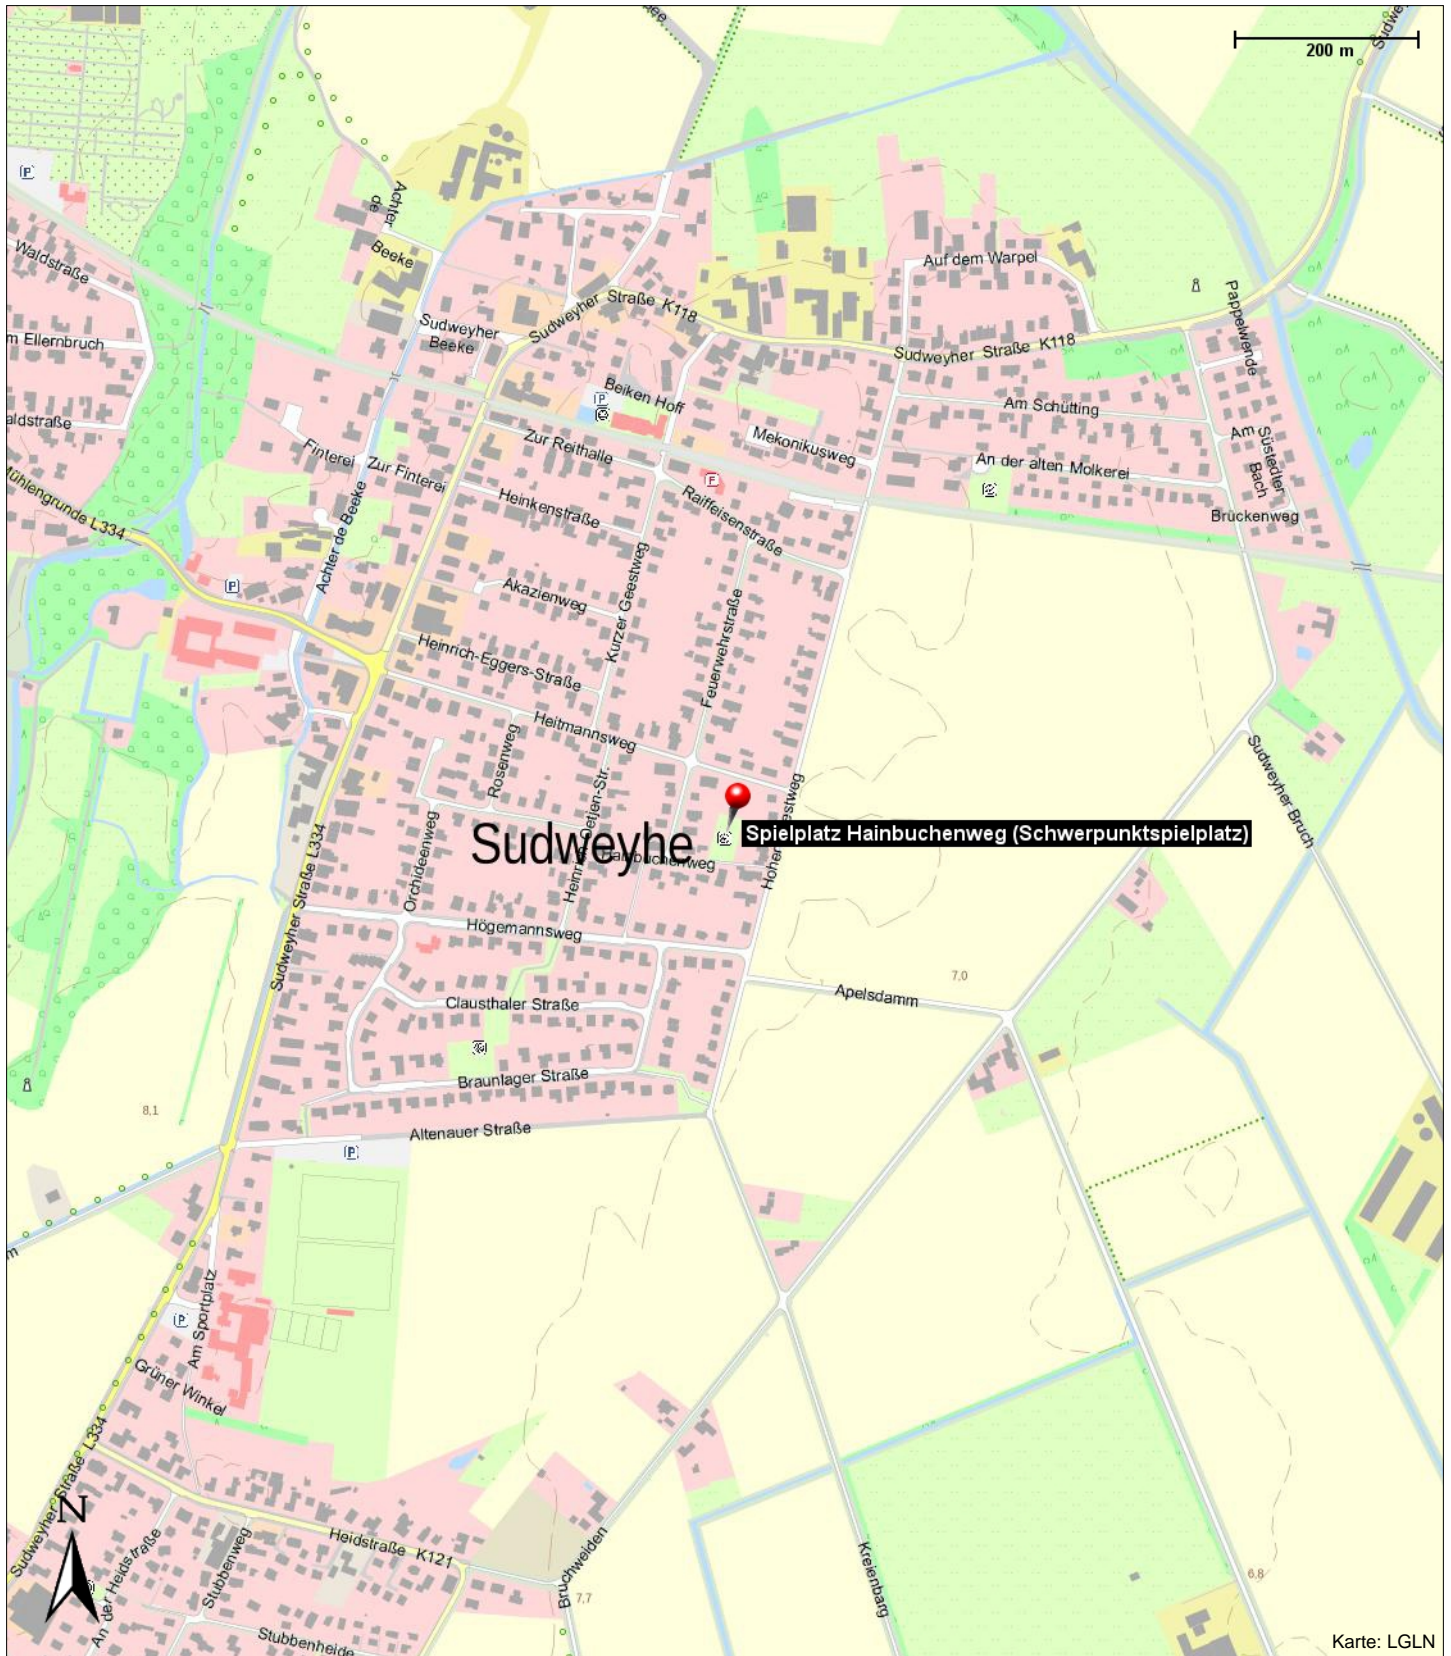 200 m
Sudwe
P
Achter
de
Beeke
Waldstraße
Auf dem Warpel
Pappelwende
Sudweyher Straße K118
Sudweyher
Beeke
m Ellernbruch
Sudweyher Straße K118
P
Beiken Hoff
Am Schütting
aldstraße
Mekonikusweg
Am
Süstedter
Bach
Zur Reithalle
Finterei
Zur Finterei
An der alten Molkerei
F
Raiffeisenstraße
Heinkenstraße
Mühlengrunde L334
Brückenweg
Achter de Beeke
P
Akazienweg
Kurzer Geestweg
Feuerwehrstraße
Heinrich-Eggers-Straße
Heitmannsweg
Rosenweg
Sudweyher Bruch
Spielplatz Hainbuchenweg (Schwerpunktspielplatz)
Sudweyhe
Hainbuchenweg
Orchideenweg
Sudweyher Straße L334
Högemannsweg
7,0
Apelsdamm
Clausthaler Straße
Braunlager Straße
8,1
Altenauer Straße
P
m
Am Sportplatz
P
Grüner Winkel
Sudweyher Straße L334
N
Heidstraße K121
An der Heidstraße
Stubbenweg
Bruchweiden
7,7
Kreienbarg
6,8
Stubbenheide
Karte: LGLN